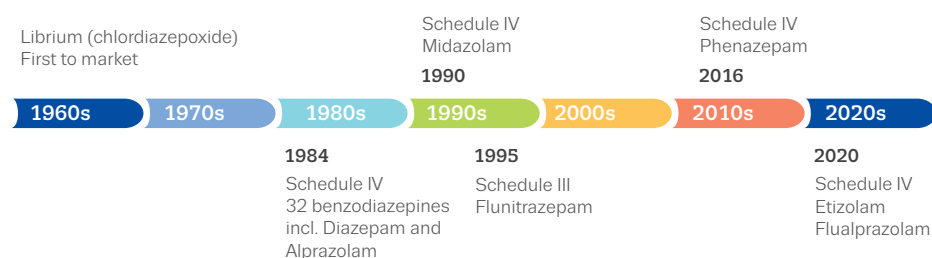 Librium (chlordiazepoxide)
First to market
Schedule IV
Midazolam
1990
Schedule IV
Phenazepam
2016
1960s
1970s
1980s
1990s
2000s
2010s
2020s
1984
Schedule IV
32 benzodiazepines
incl. Diazepam and
Alprazolam
1995
Schedule III
Flunitrazepam
2020
Schedule IV
Etizolam
Flualprazolam